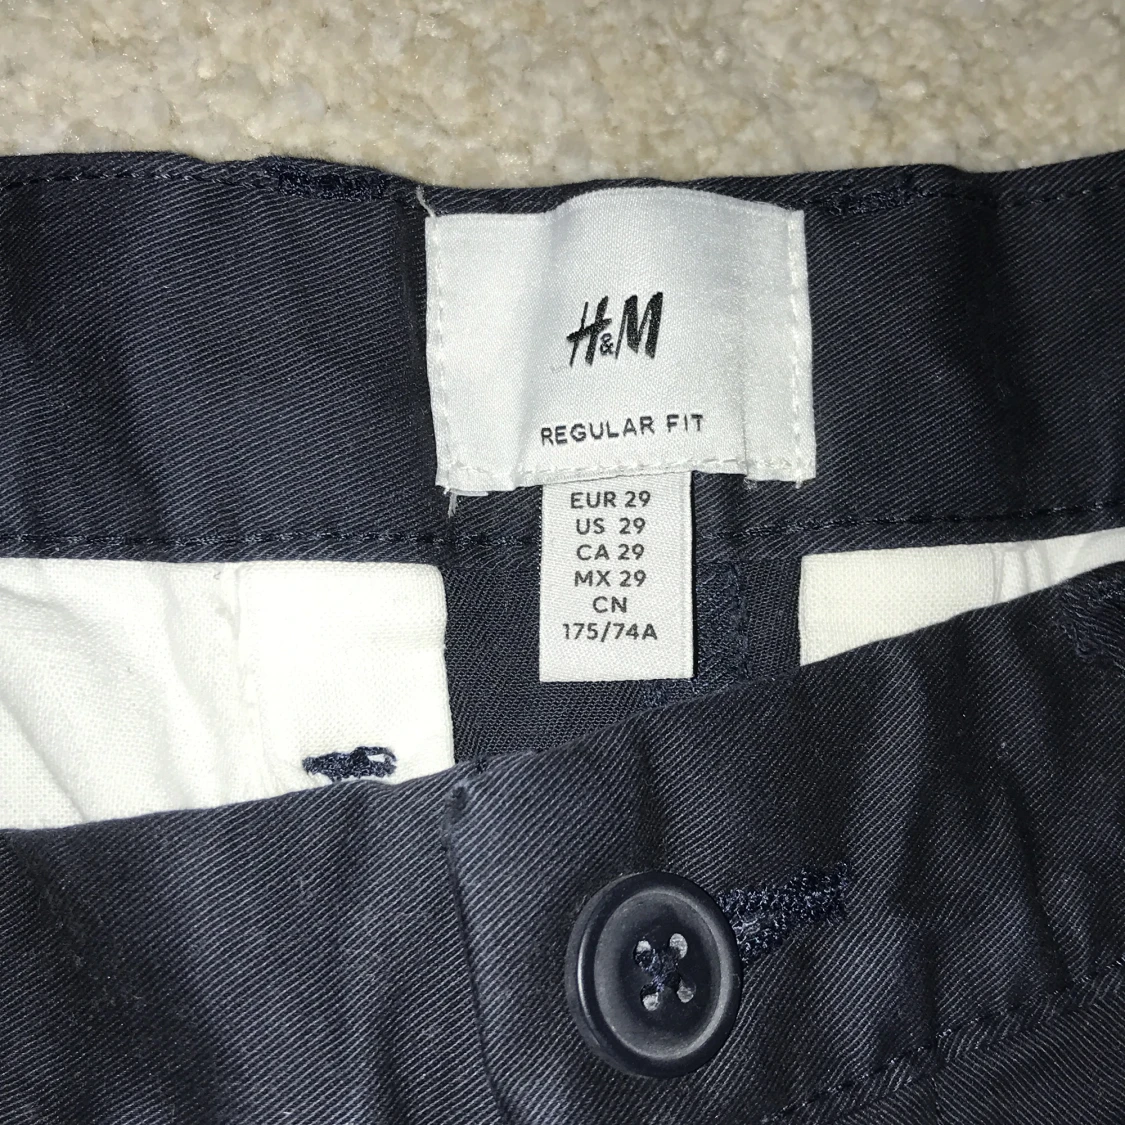 H&M
REGULAR FIT
EUR 29
US 29
CA 29
MX 29
CN
175/74A